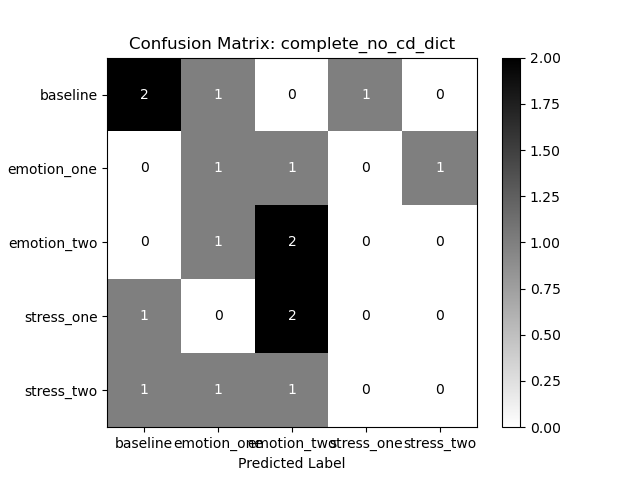 Confusion Matrix: complete_no_cd_dict
baseline 2 1 0 1 0
emotion_one 0 1 1 0 1
emotion_two 0 1 2 0 0
stress_one 1 0 2 0 0
stress_two 1 1 1 0 0
baseline emotion_one emotion_two stress_one stress_two
Predicted Label
2.00
1.75
1.50
1.25
1.00
0.75
0.50
0.25
0.00